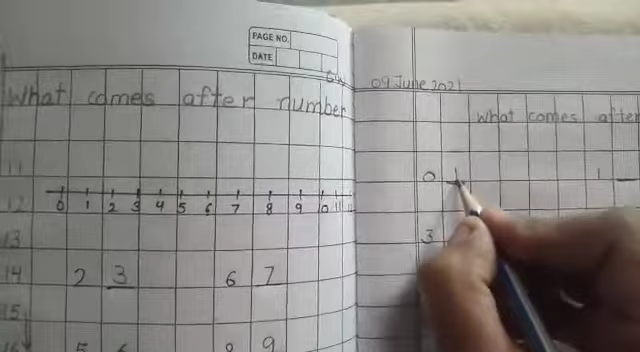 PAGE NO.
DATE
What comes after number
11
12
0 1 2 3 4 5 6 7 8 9 10 11
13
14
2 3 6 7
15
16
5 6 8 9
09 June 2021
What comes after
0 1 1
3